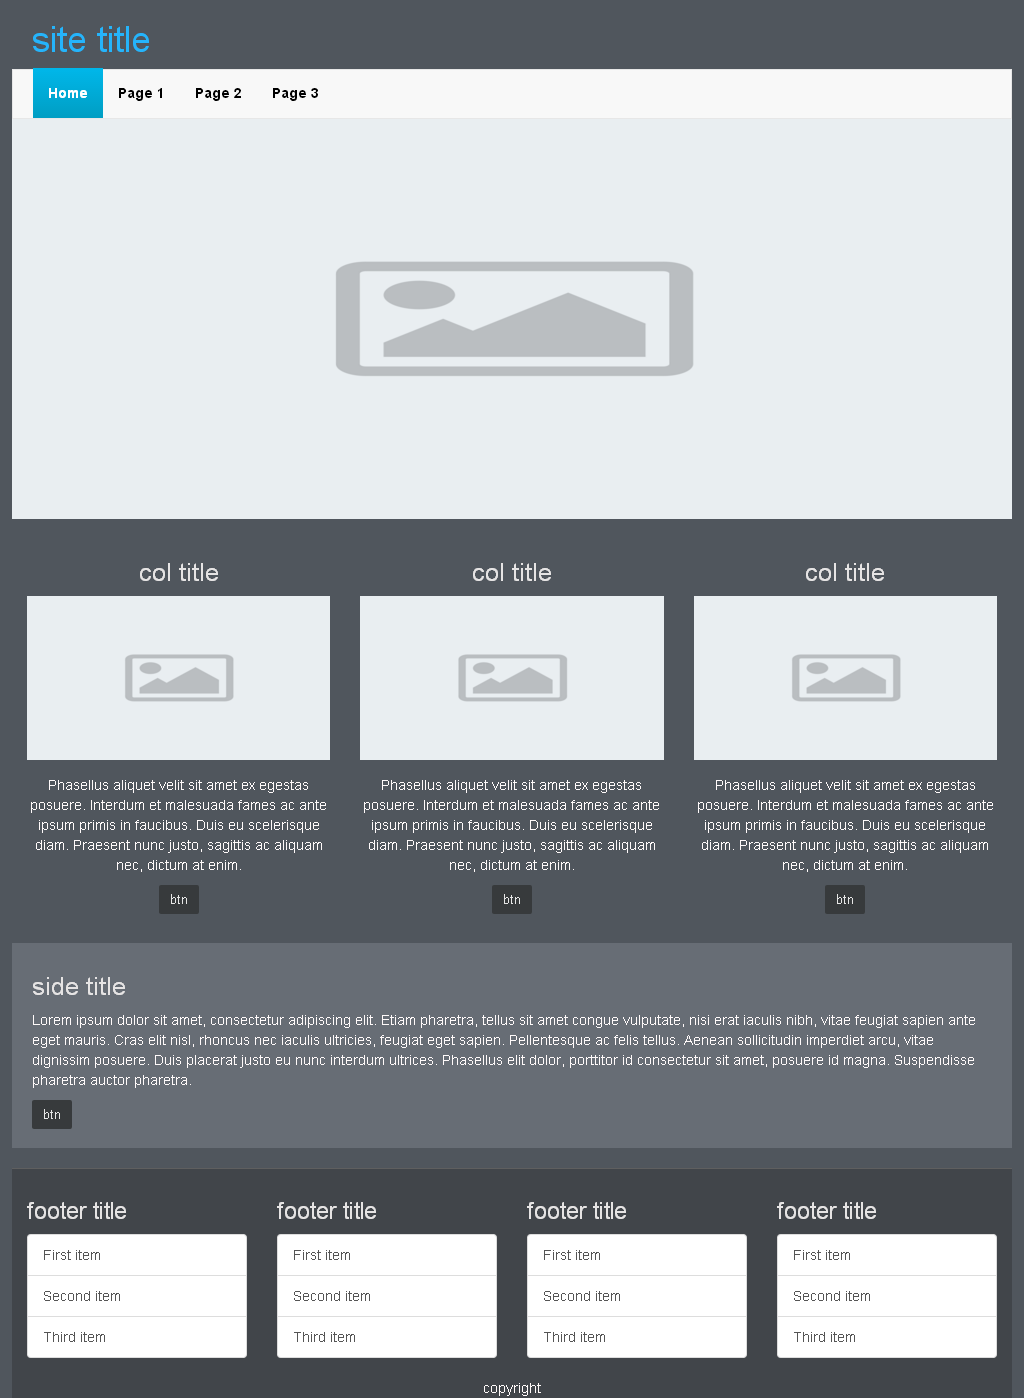 site title
Home Page 1 Page 2 Page 3
col title
Phasellus aliquet velit sit amet ex egestas
posuere. Interdum et malesuada fames ac ante
ipsum primis in faucibus. Duis eu scelerisque
diam. Praesent nunc justo, sagittis ac aliquam
nec, dictum at enim.
btn
col title
Phasellus aliquet velit sit amet ex egestas
posuere. Interdum et malesuada fames ac ante
ipsum primis in faucibus. Duis eu scelerisque
diam. Praesent nunc justo, sagittis ac aliquam
nec, dictum at enim.
btn
col title
Phasellus aliquet velit sit amet ex egestas
posuere. Interdum et malesuada fames ac ante
ipsum primis in faucibus. Duis eu scelerisque
diam. Praesent nunc justo, sagittis ac aliquam
nec, dictum at enim.
btn
side title
Lorem ipsum dolor sit amet, consectetur adipiscing elit. Etiam pharetra, tellus sit amet congue vulputate, nisi erat iaculis nibh, vitae feugiat sapien ante
eget mauris. Cras elit nisl, rhoncus nec iaculis ultricies, feugiat eget sapien. Pellentesque ac felis tellus. Aenean sollicitudin imperdiet arcu, vitae
dignissim posuere. Duis placerat justo eu nunc interdum ultrices. Phasellus elit dolor, porttitor id consectetur sit amet, posuere id magna. Suspendisse
pharetra auctor pharetra.
btn
footer title
First item
Second item
Third item
footer title
First item
Second item
Third item
footer title
First item
Second item
Third item
footer title
First item
Second item
Third item
copyright